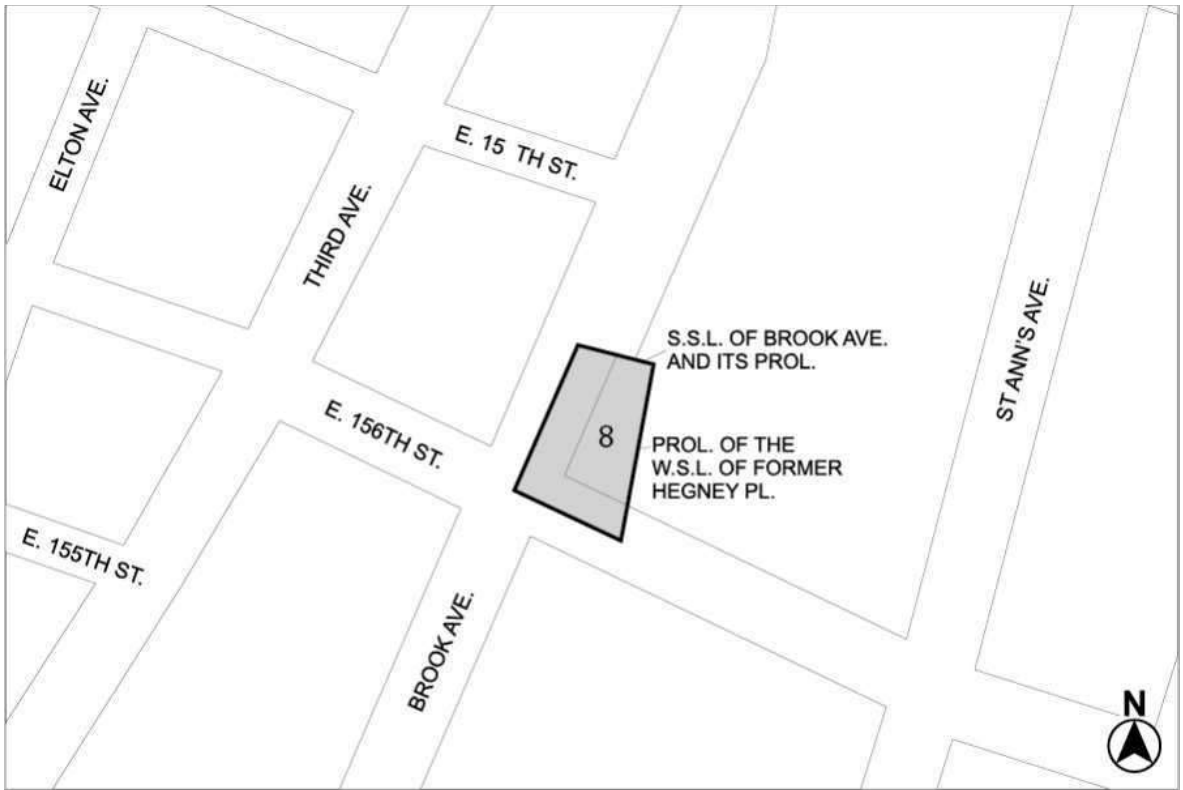 ELTON AVE.
E. 15 TH ST.
THIRD AVE.
S.S.L. OF BROOK AVE.
AND ITS PROL.
ST ANN'S AVE.
E. 156TH ST.
8
PROL. OF THE
W.S.L. OF FORMER
HEGNEY PL.
E. 155TH ST.
BROOK AVE.
N